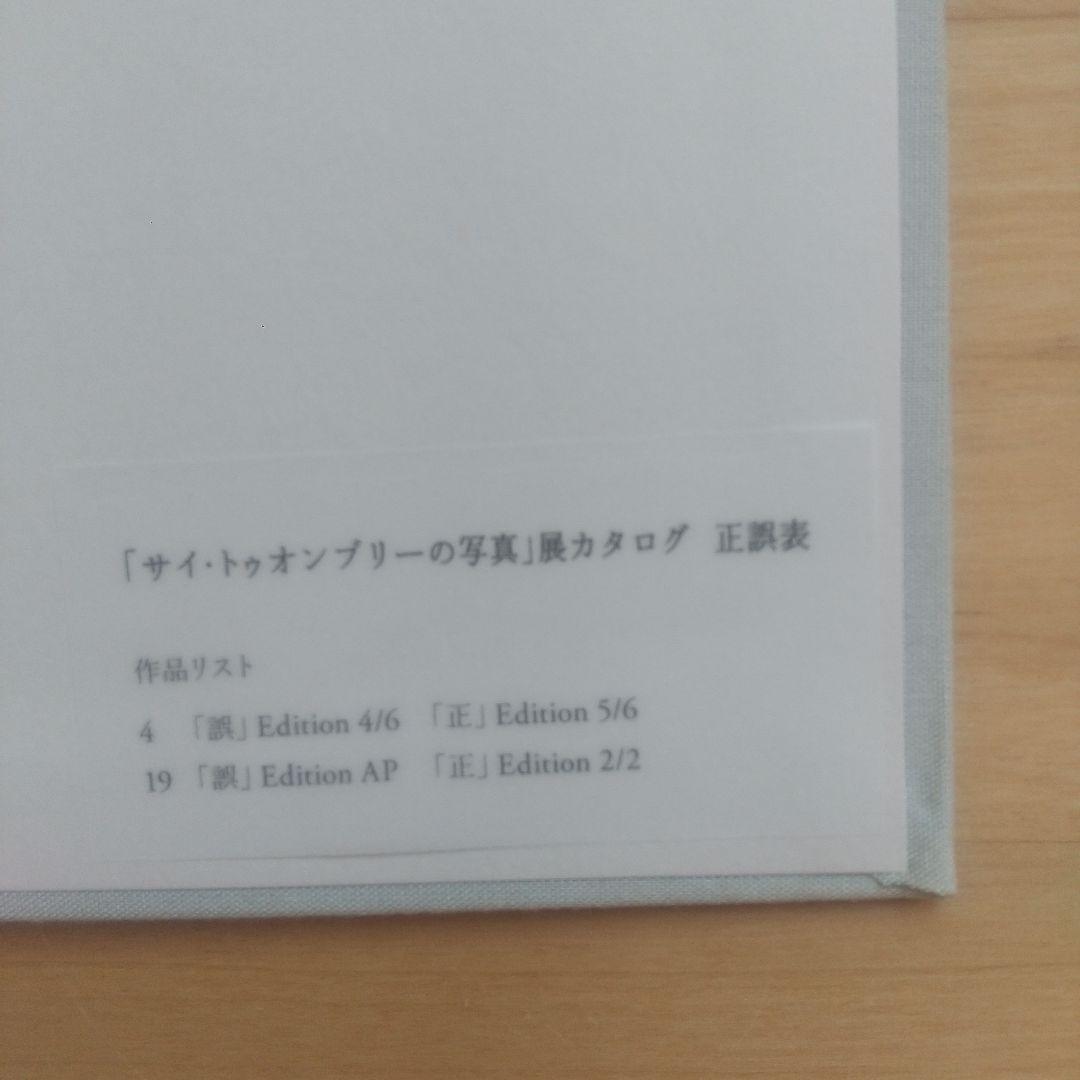 「サイ・トゥオンブリーの写真」展カタログ 正誤表
作品リスト
4 「誤」Edition 4/6 「正」Edition 5/6
19 「誤」Edition AP 「正」Edition 2/2